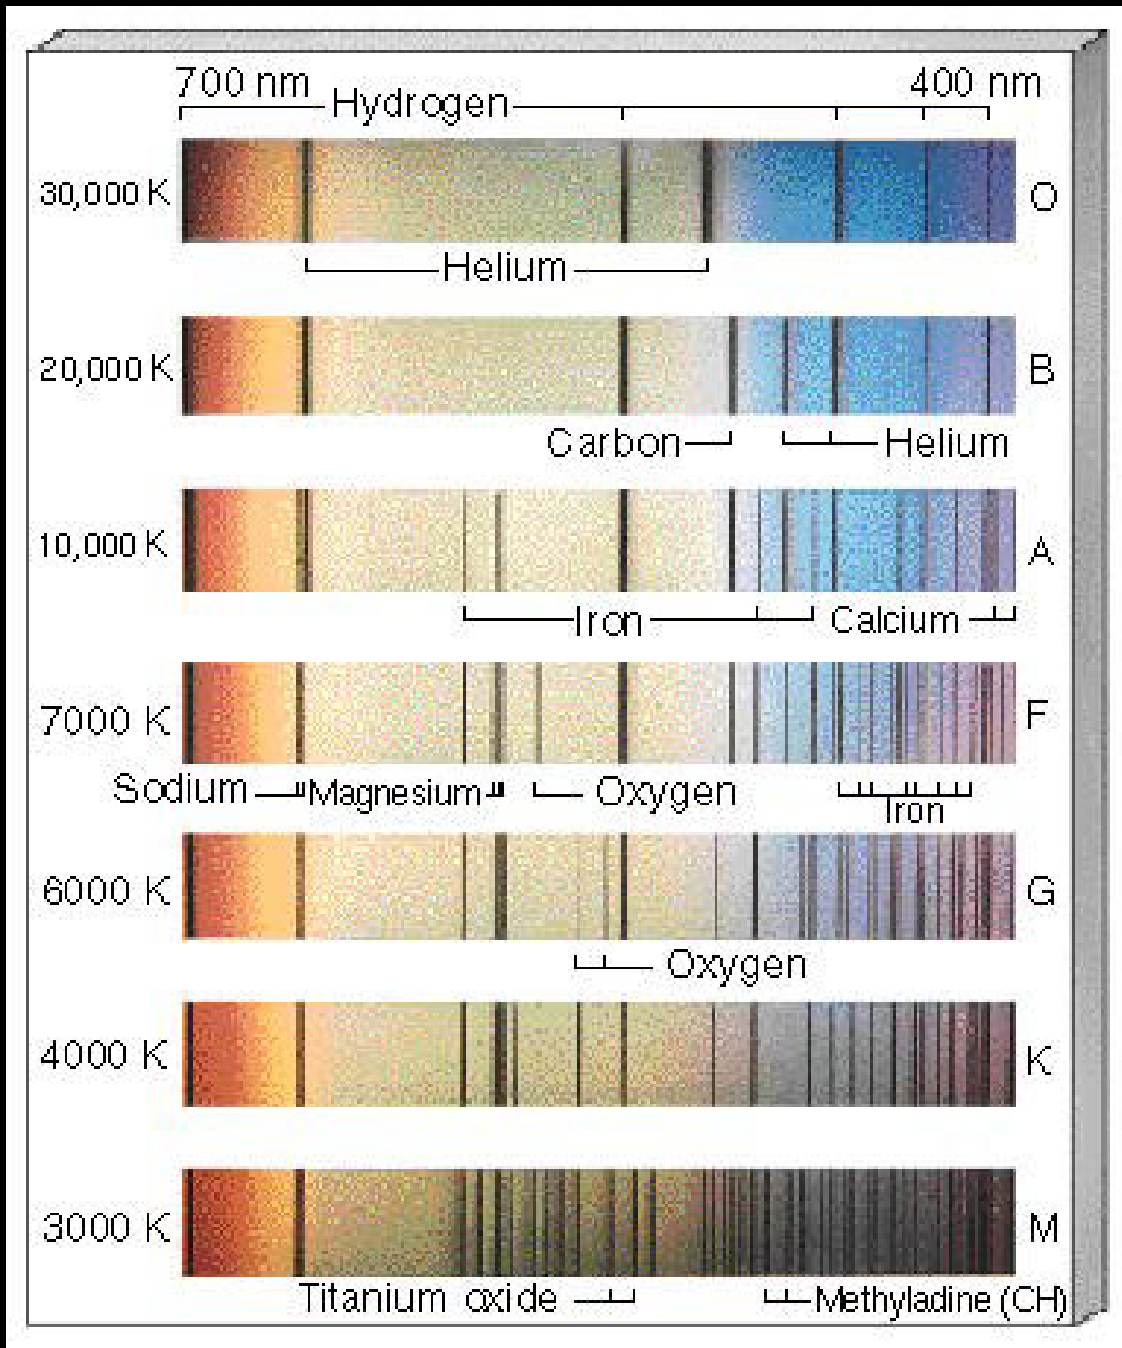 700 nm 400 nm
Hydrogen
30,000 K O
Helium
20,000 K B
Carbon Helium
10,000 K A
Iron Calcium
7000 K F
Sodium Magnesium Oxygen Iron
6000 K G
Oxygen
4000 K K
3000 K M
Titanium oxide Methyladine (CH)